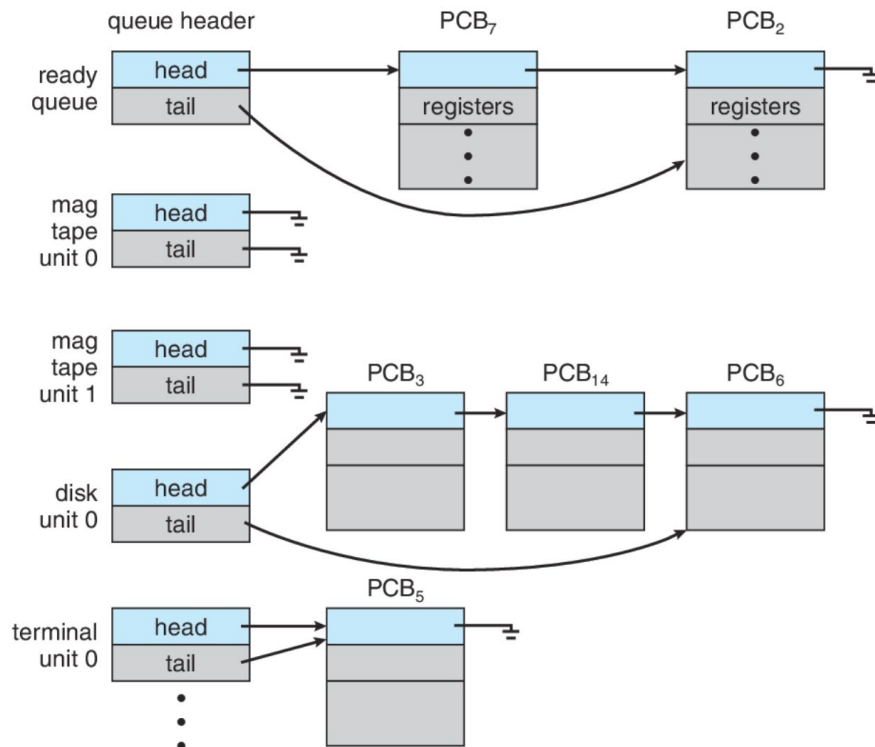 queue header
PCB₇
PCB₂
ready
queue
head
tail
registers
registers
mag
tape
unit 0
head
tail
mag
tape
unit 1
head
tail
PCB₃
PCB₁₄
PCB₆
disk
unit 0
head
tail
PCB₅
terminal
unit 0
head
tail